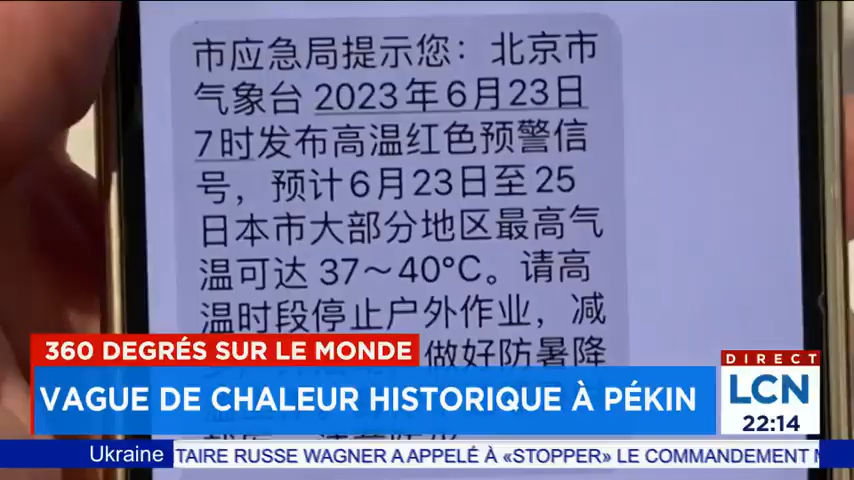 市应急局提示您：北京市
气象台 2023年6月23日
7时发布高温红色预警信
号，预计6月23日至25
日本市大部分地区最高气
温可达 37～40°C。请高
温时段停止户外作业，减
做好防暑降
360 DEGRÉS SUR LE MONDE
VAGUE DE CHALEUR HISTORIQUE À PÉKIN
DIRECT
LCN
22:14
Ukraine TAIRE RUSSE WAGNER A APPELÉ À «STOPPER» LE COMMANDEMENT